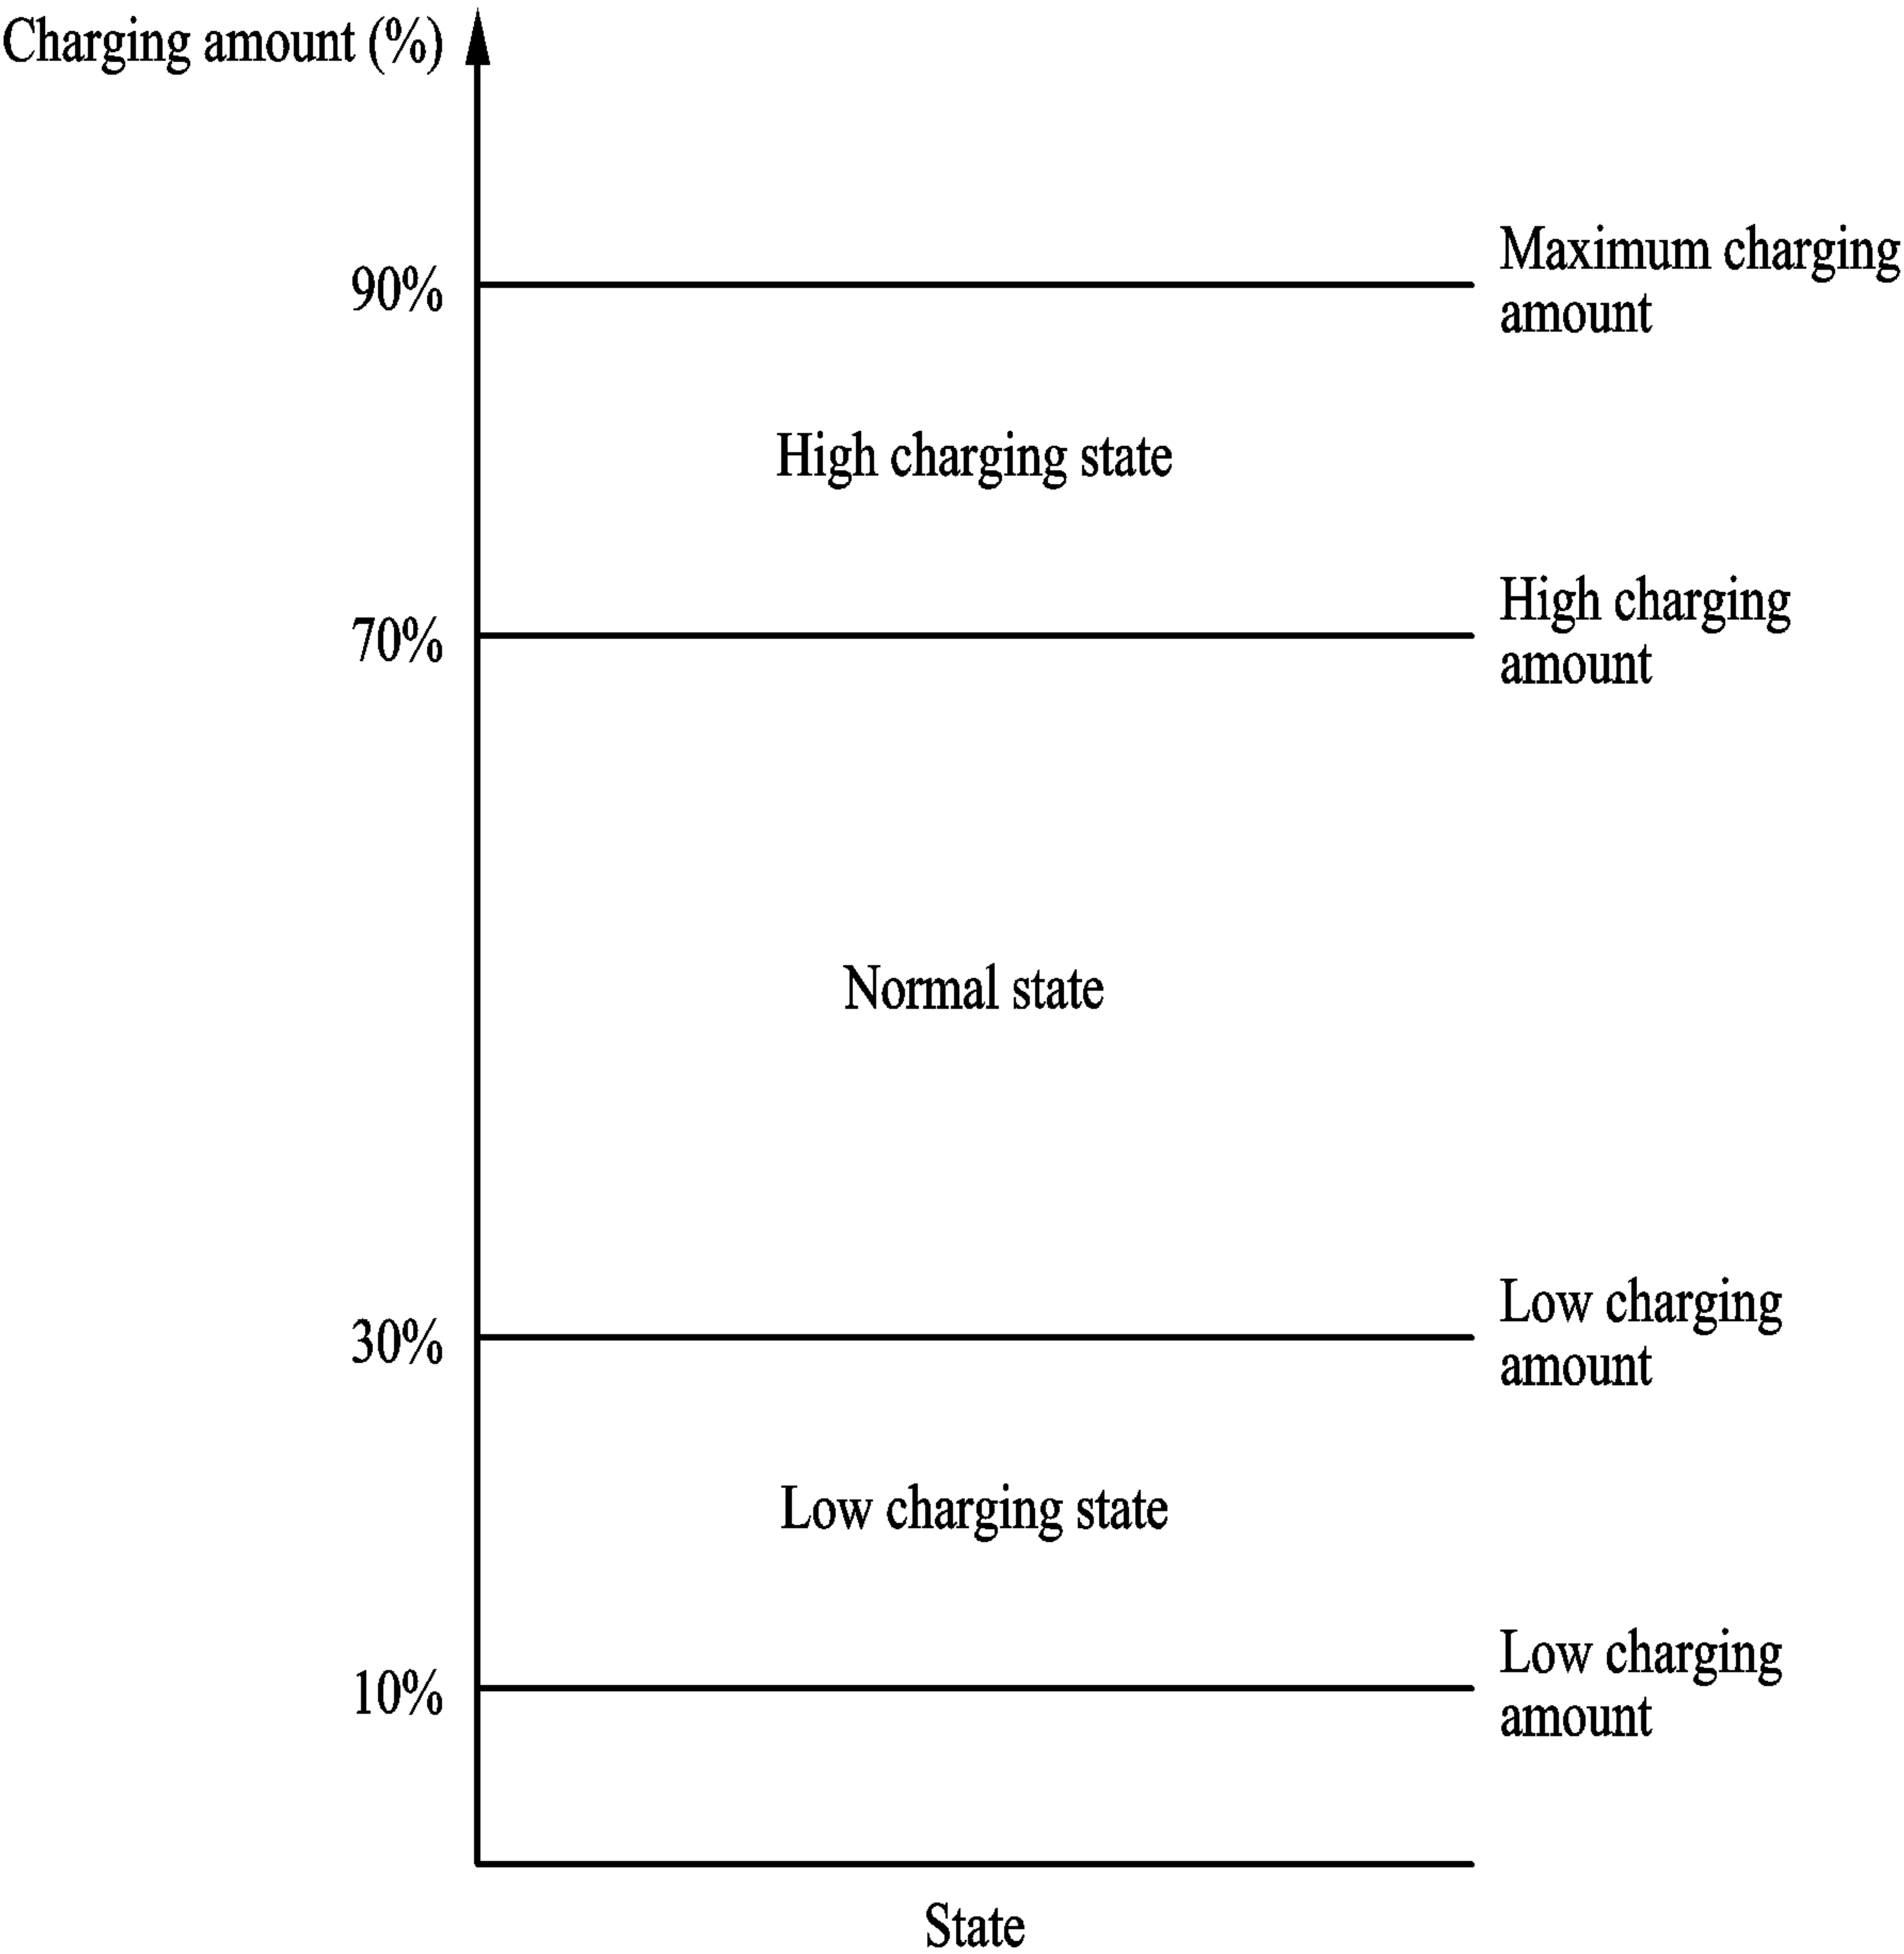 Charging amount (%)
90%
Maximum charging
amount
High charging state
70%
High charging
amount
Normal state
30%
Low charging
amount
Low charging state
10%
Low charging
amount
State